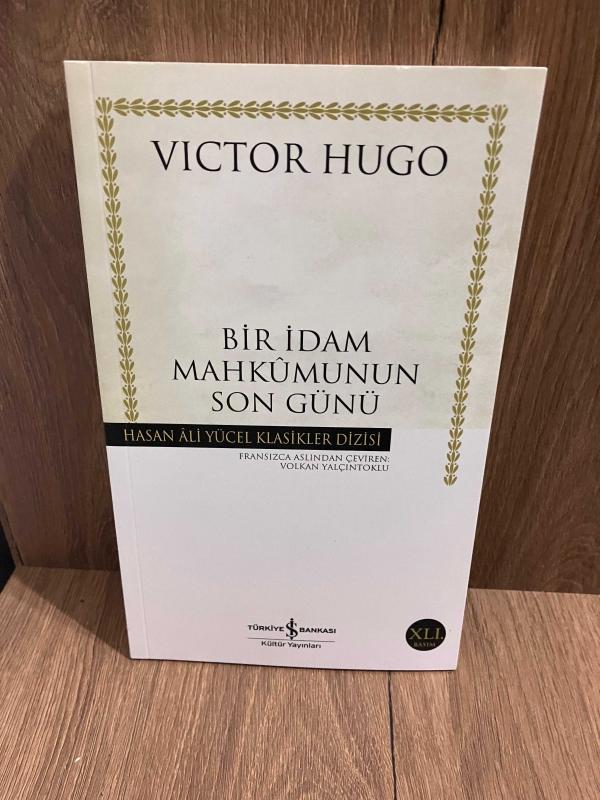 VICTOR HUGO
BİR İDAM
MAHKÛMUNUN
SON GÜNÜ
HASAN ÂLİ YÜCEL KLASİKLER DİZİSİ
FRANSIZCA ASLINDAN ÇEVİREN:
VOLKAN YALÇINTOKLU
TÜRKİYE İŞ BANKASI
Kültür Yayınları
XLI.
BASIM